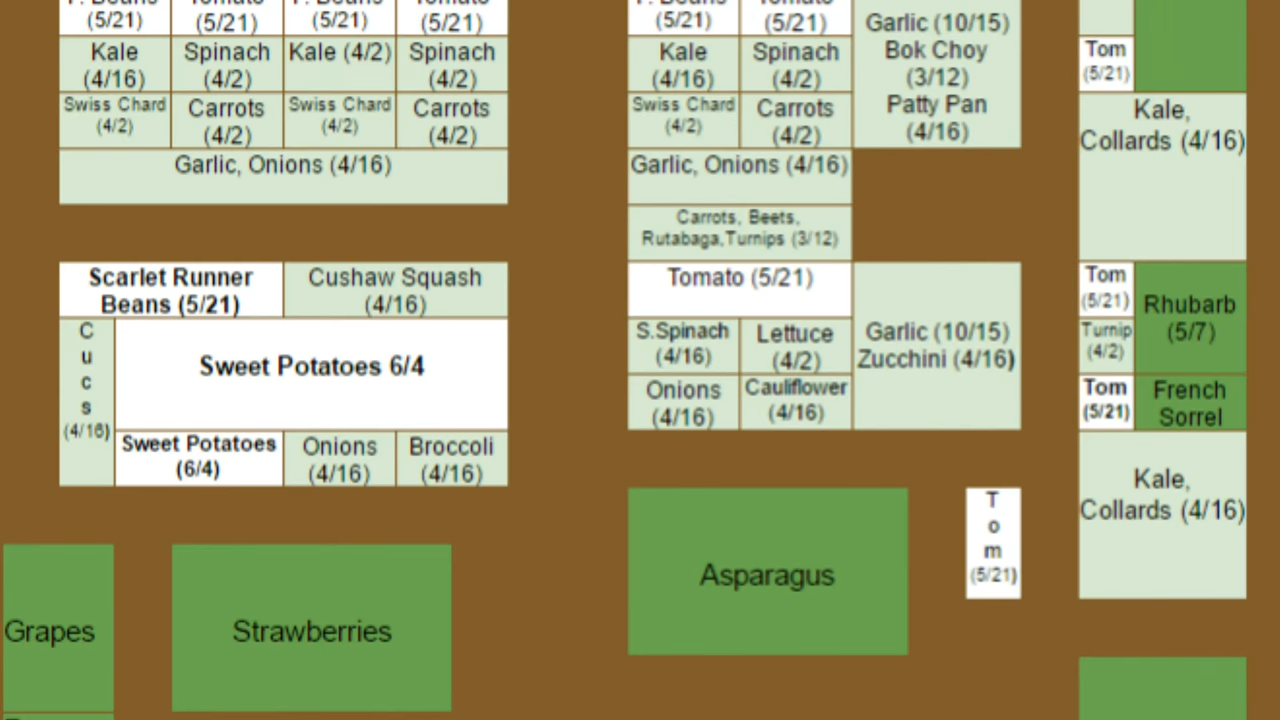 P. Beans
(5/21)
Tomato
(5/21)
P. Beans
(5/21)
Tomato
(5/21)
Kale
(4/16)
Spinach
(4/2)
Kale (4/2)
Spinach
(4/2)
Swiss Chard
(4/2)
Carrots
(4/2)
Swiss Chard
(4/2)
Carrots
(4/2)
Garlic, Onions (4/16)
Scarlet Runner
Beans (5/21)
Cushaw Squash
(4/16)
C
u
c
s
(4/16)
Sweet Potatoes 6/4
Sweet Potatoes
(6/4)
Onions
(4/16)
Broccoli
(4/16)
Grapes
Strawberries
P. Beans
(5/21)
Tomato
(5/21)
Kale
(4/16)
Spinach
(4/2)
Swiss Chard
(4/2)
Carrots
(4/2)
Garlic, Onions (4/16)
Carrots, Beets,
Rutabaga,Turnips (3/12)
Garlic (10/15)
Bok Choy
(3/12)
Patty Pan
(4/16)
Tomato (5/21)
S.Spinach
(4/16)
Lettuce
(4/2)
Onions
(4/16)
Cauliflower
(4/16)
Garlic (10/15)
Zucchini (4/16)
Asparagus
T
o
m
(5/21)
Tom
(5/21)
Kale,
Collards (4/16)
Tom
(5/21)
Rhubarb
(5/7)
Turnip
(4/2)
Tom
(5/21)
French
Sorrel
Kale,
Collards (4/16)